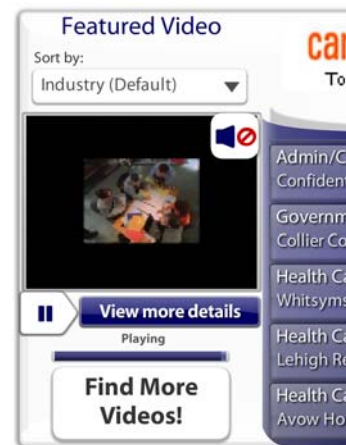 Featured Video
Sort by:
Industry (Default)
View more details
Playing
Find More
Videos!
car
To
Admin/C
Confident
Governm
Collier Co
Health Ca
Whitsyms
Health Ca
Lehigh Re
Health Ca
Avow Ho